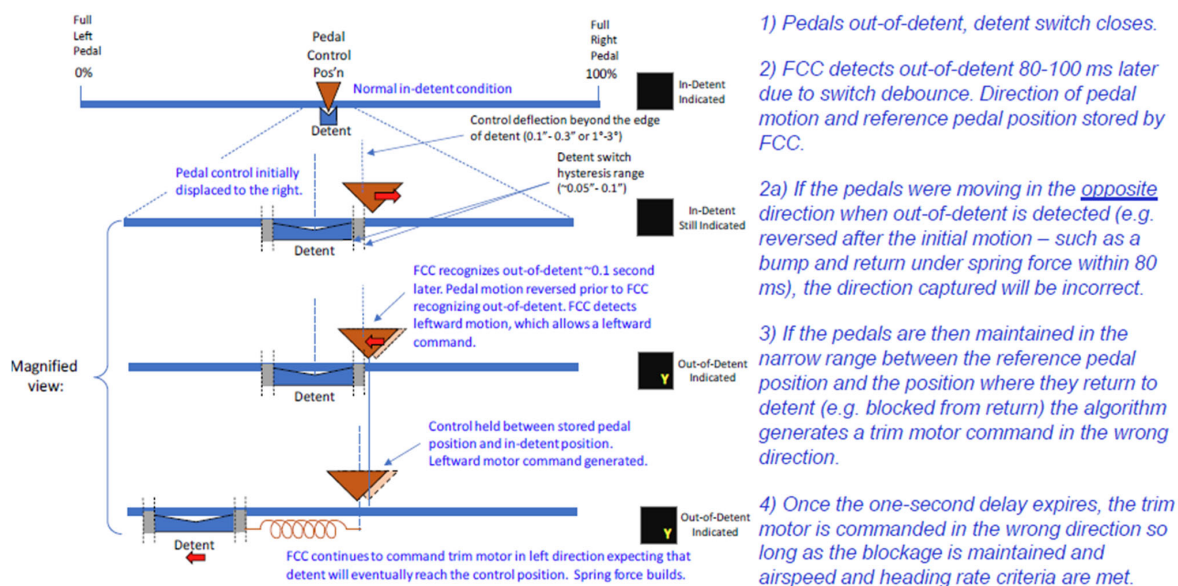 Full
Left
Pedal
0%
Pedal
Control
Pos'n
Full
Right
Pedal
100%
Normal in-detent condition
In-Detent
Indicated
Detent
Control deflection beyond the edge
of detent (0.1"- 0.3" or 1°-3°)
Pedal control initially
displaced to the right.
Detent switch
hysteresis range
(~0.05"- 0.1")
In-Detent
Still Indicated
Detent
FCC recognizes out-of-detent ~0.1 second
later. Pedal motion reversed prior to FCC
recognizing out-of-detent. FCC detects
leftward motion, which allows a leftward
command.
Magnified
view:
Y
Out-of-Detent
Indicated
Detent
Control held between stored pedal
position and in-detent position.
Leftward motor command generated.
Y
Out-of-Detent
Indicated
Detent
FCC continues to command trim motor in left direction expecting that
detent will eventually reach the control position. Spring force builds.
1) Pedals out-of-detent, detent switch closes.
2) FCC detects out-of-detent 80-100 ms later
due to switch debounce. Direction of pedal
motion and reference pedal position stored by
FCC.
2a) If the pedals were moving in the opposite
direction when out-of-detent is detected (e.g.
reversed after the initial motion – such as a
bump and return under spring force within 80
ms), the direction captured will be incorrect.
3) If the pedals are then maintained in the
narrow range between the reference pedal
position and the position where they return to
detent (e.g. blocked from return) the algorithm
generates a trim motor command in the wrong
direction.
4) Once the one-second delay expires, the trim
motor is commanded in the wrong direction so
long as the blockage is maintained and
airspeed and heading rate criteria are met.